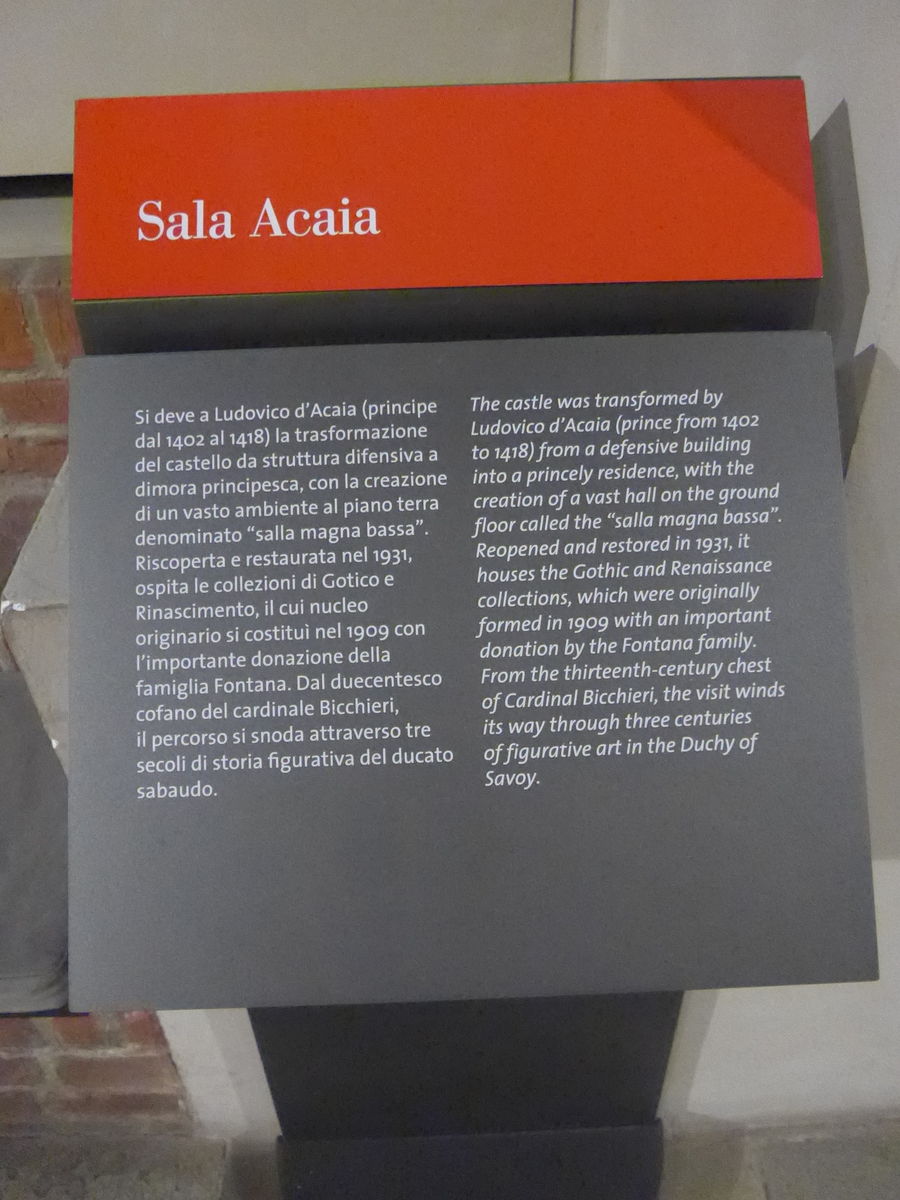 Sala Acaia
Si deve a Ludovico d'Acaia (principe
dal 1402 al 1418) la trasformazione
del castello da struttura difensiva a
dimora principesca, con la creazione
di un vasto ambiente al piano terra
denominato “salla magna bassa”.
Riscoperta e restaurata nel 1931,
ospita le collezioni di Gotico e
Rinascimento, il cui nucleo
originario si costituì nel 1909 con
l'importante donazione della
famiglia Fontana. Dal duecentesco
cofano del cardinale Bicchieri,
il percorso si snoda attraverso tre
secoli di storia figurativa del ducato
sabaudo.
The castle was transformed by
Ludovico d'Acaia (prince from 1402
to 1418) from a defensive building
into a princely residence, with the
creation of a vast hall on the ground
floor called the “salla magna bassa”.
Reopened and restored in 1931, it
houses the Gothic and Renaissance
collections, which were originally
formed in 1909 with an important
donation by the Fontana family.
From the thirteenth-century chest
of Cardinal Bicchieri, the visit winds
its way through three centuries
of figurative art in the Duchy of
Savoy.